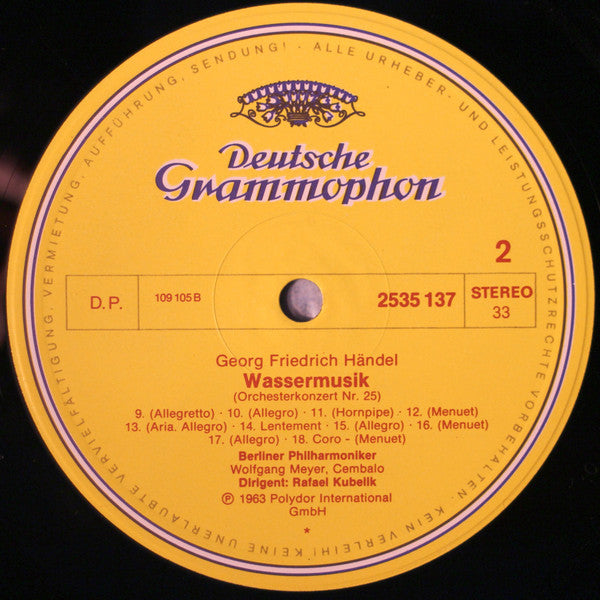 Deutsche
Grammophon
2
D.P.
109 105 B
2535 137
STEREO
33
Georg Friedrich Händel
Wassermusik
(Orchesterkonzert Nr. 25)
9. (Allegretto) · 10. (Allegro) · 11. (Hornpipe) · 12. (Menuet)
13. (Aria. Allegro) · 14. Lentement · 15. (Allegro) · 16. (Menuet)
17. (Allegro) · 18. Coro - (Menuet)
Berliner Philharmoniker
Wolfgang Meyer, Cembalo
Dirigent: Rafael Kubelik
Ⓟ 1963 Polydor International
GmbH
*
ALLE URHEBER- UND LEISTUNGSSCHUTZRECHTE VORBEHALTEN · KEIN VERLEIH! KEINE UNERLAUBTE VERVIELFÄLTIGUNG, VERMIETUNG, AUFFÜHRUNG, SENDUNG! ·